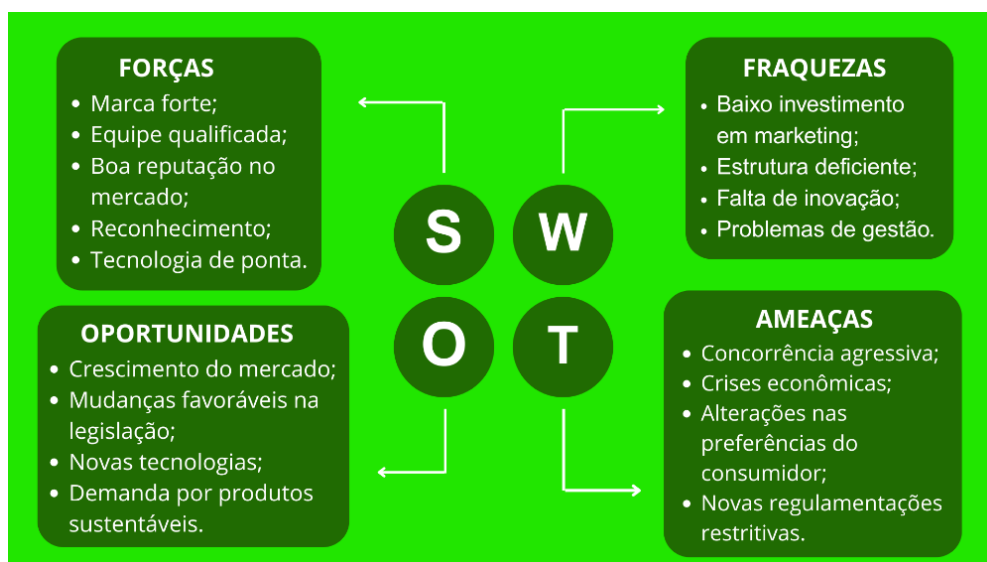 FORÇAS
• Marca forte;
• Equipe qualificada;
• Boa reputação no
mercado;
• Reconhecimento;
• Tecnologia de ponta.
FRAQUEZAS
• Baixo investimento
em marketing;
• Estrutura deficiente;
• Falta de inovação;
• Problemas de gestão.
S W
O T
OPORTUNIDADES
• Crescimento do mercado;
• Mudanças favoráveis na
legislação;
• Novas tecnologias;
• Demanda por produtos
sustentáveis.
AMEAÇAS
• Concorrência agressiva;
• Crises econômicas;
• Alterações nas
preferências do
consumidor;
• Novas regulamentações
restritivas.